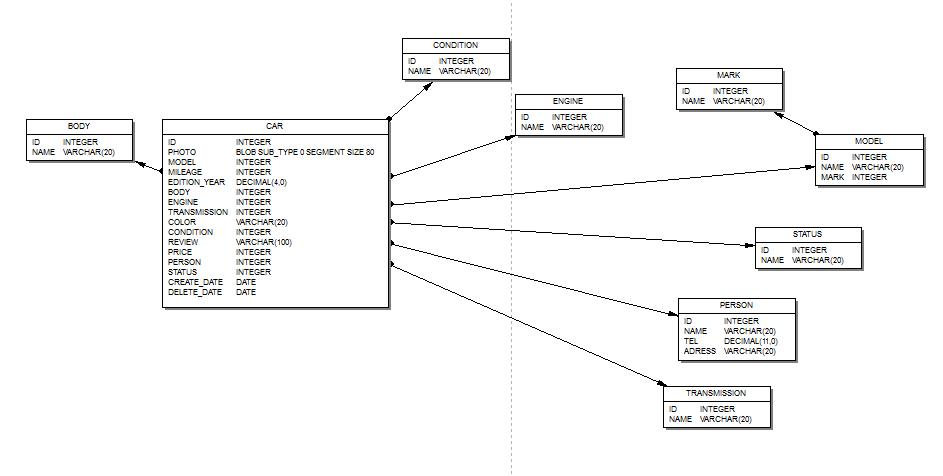 CONDITION
ID INTEGER
NAME VARCHAR(20)
MARK
ID INTEGER
NAME VARCHAR(20)
ENGINE
ID INTEGER
NAME VARCHAR(20)
BODY
ID INTEGER
NAME VARCHAR(20)
CAR
ID INTEGER
PHOTO BLOB SUB_TYPE 0 SEGMENT SIZE 80
MODEL INTEGER
MILEAGE INTEGER
EDITION_YEAR DECIMAL(4,0)
BODY INTEGER
ENGINE INTEGER
TRANSMISSION INTEGER
COLOR VARCHAR(20)
CONDITION INTEGER
REVIEW VARCHAR(100)
PRICE INTEGER
PERSON INTEGER
STATUS INTEGER
CREATE_DATE DATE
DELETE_DATE DATE
MODEL
ID INTEGER
NAME VARCHAR(20)
MARK INTEGER
STATUS
ID INTEGER
NAME VARCHAR(20)
PERSON
ID INTEGER
NAME VARCHAR(20)
TEL DECIMAL(11,0)
ADRESS VARCHAR(20)
TRANSMISSION
ID INTEGER
NAME VARCHAR(20)